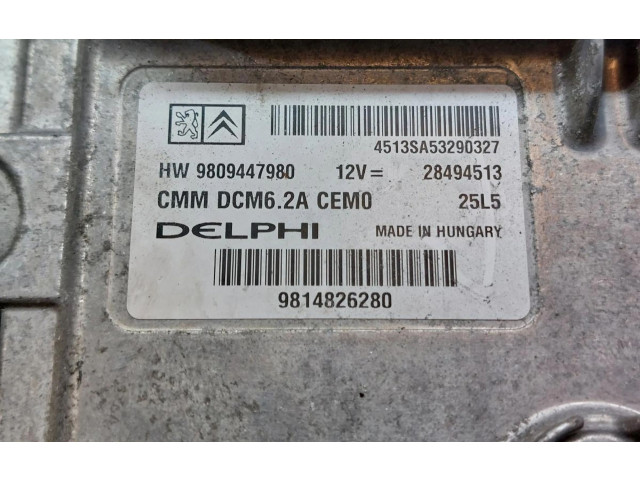 4513SA53290327
HW 9809447980 12V= 28494513
CMM DCM6.2A CEM0 25L5
DELPHI MADE IN HUNGARY
9814826280